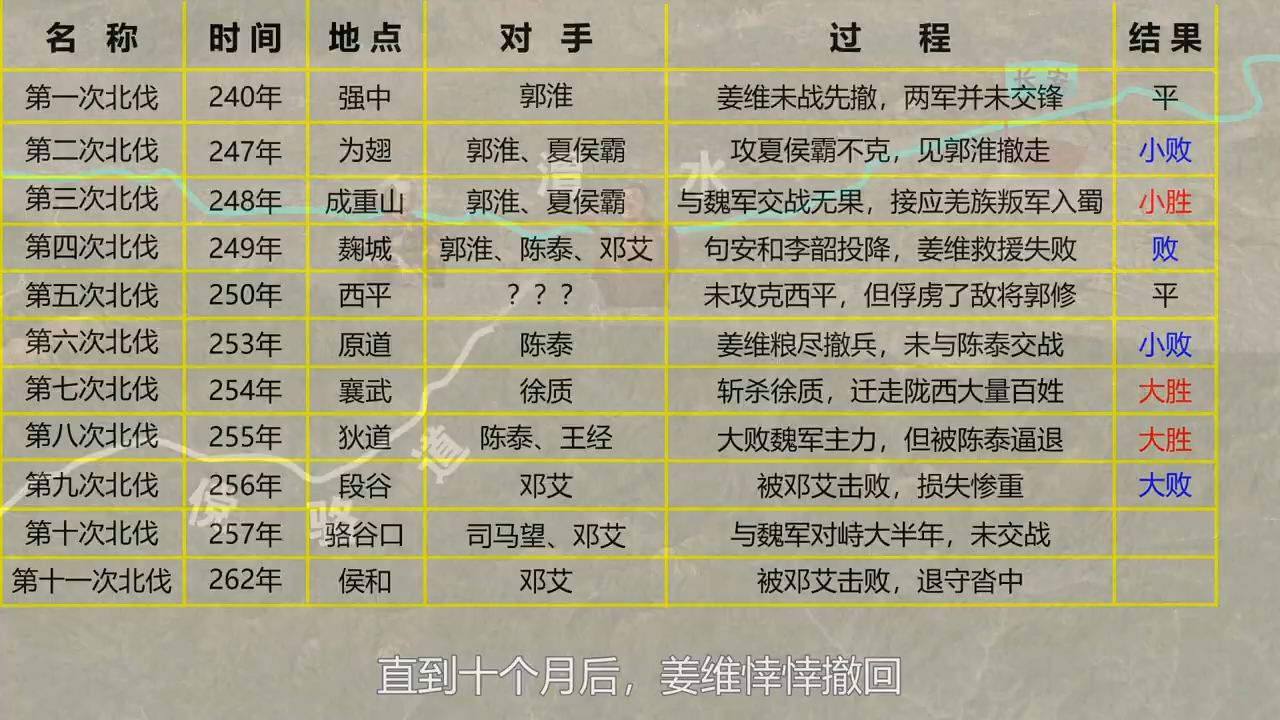 名 称 时间 地点 对 手 过 程 结果
第一次北伐 240年 强中 郭淮 姜维未战先撤，两军并未交锋 平
第二次北伐 247年 为翅 郭淮、夏侯霸 攻夏侯霸不克，见郭淮撤走 小败
第三次北伐 248年 成重山 郭淮、夏侯霸 与魏军交战无果，接应羌族叛军入蜀 小胜
第四次北伐 249年 麹城 郭淮、陈泰、邓艾 句安和李韶投降，姜维救援失败 败
第五次北伐 250年 西平 ？？？ 未攻克西平，但俘虏了敌将郭修 平
第六次北伐 253年 原道 陈泰 姜维粮尽撤兵，未与陈泰交战 小败
第七次北伐 254年 襄武 徐质 斩杀徐质，迁走陇西大量百姓 大胜
第八次北伐 255年 狄道 陈泰、王经 大败魏军主力，但被陈泰逼退 大胜
第九次北伐 256年 段谷 邓艾 被邓艾击败，损失惨重 大败
第十次北伐 257年 骆谷口 司马望、邓艾 与魏军对峙大半年，未交战
第十一次北伐 262年 侯和 邓艾 被邓艾击败，退守沓中
长安
渭 水
傥 骆 道
直到十个月后，姜维悻悻撤回